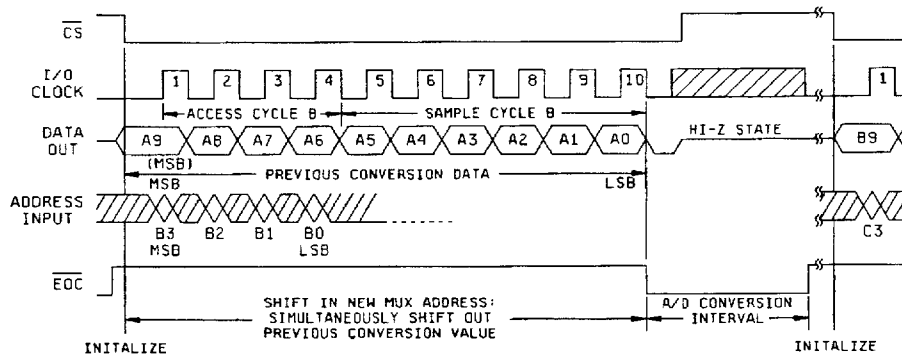 CS
I/O CLOCK
1 2 3 4 5 6 7 8 9 10 1
ACCESS CYCLE B
SAMPLE CYCLE B
DATA OUT
A9 A8 A7 A6 A5 A4 A3 A2 A1 A0
HI-Z STATE
B9
(MSB)
MSB
PREVIOUS CONVERSION DATA
LSB
ADDRESS INPUT
B3 B2 B1 B0
MSB
LSB
C3
EOC
SHIFT IN NEW MUX ADDRESS:
SIMULTANEOUSLY SHIFT OUT
PREVIOUS CONVERSION VALUE
A/D CONVERSION
INTERVAL
INITALIZE
INITALIZE